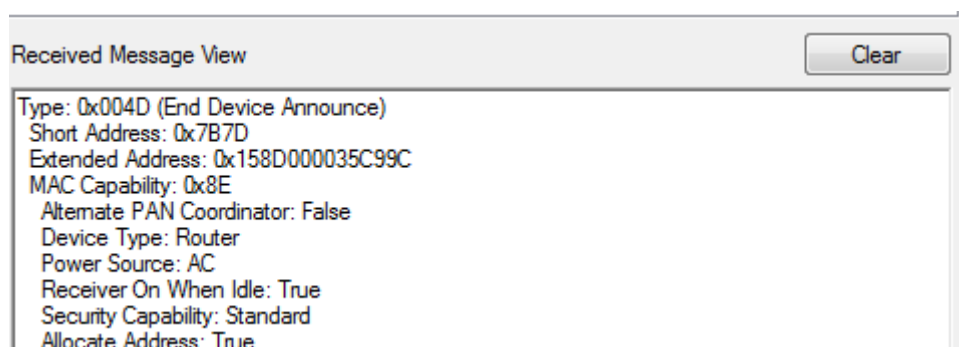 Received Message View
Clear
Type: 0x004D (End Device Announce)
Short Address: 0x7B7D
Extended Address: 0x158D000035C99C
MAC Capability: 0x8E
Alternate PAN Coordinator: False
Device Type: Router
Power Source: AC
Receiver On When Idle: True
Security Capability: Standard
Allocate Address: True